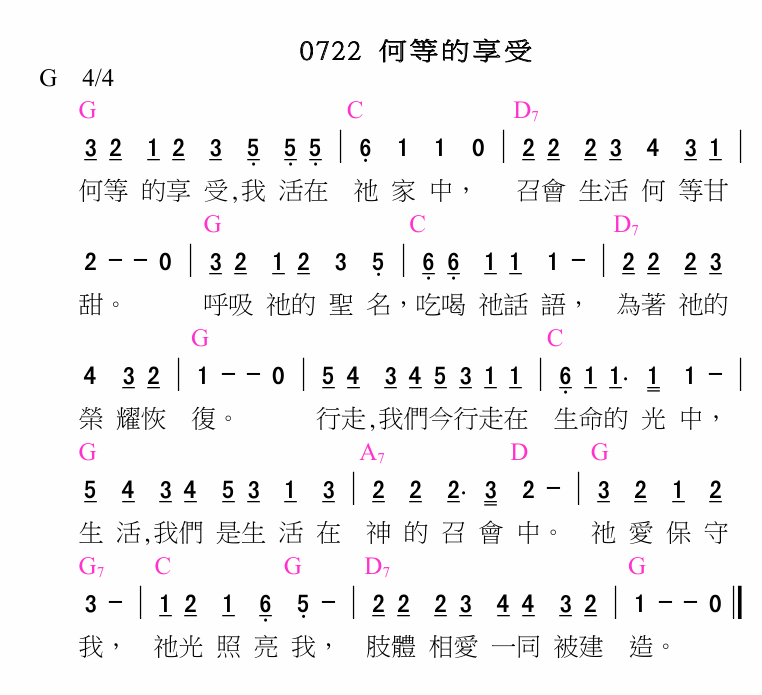 0722 何等的享受
G 4/4
G C D7
3 2 1 2 3 5 5 5 | 6 1 1 0 | 2 2 2 3 4 3 1 |
何等 的享 受,我 活在 祂 家 中， 召會 生活 何 等甘
G C D7
2 - - 0 | 3 2 1 2 3 5 | 6 6 1 1 1 - | 2 2 2 3
甜。 呼吸 祂的 聖 名，吃喝 祂話 語， 為著 祂的
G C
4 3 2 | 1 - - 0 | 5 4 3 4 5 3 1 1 | 6 1 1· 1 1 - |
榮 耀恢 復。 行走,我們今行走在 生命的 光 中，
G A7 D G
5 4 3 4 5 3 1 3 | 2 2 2· 3 2 - | 3 2 1 2
生 活,我們 是生 活 在 神 的 召 會 中。 祂 愛 保 守
G7 C G D7 G
3 - | 1 2 1 6 5 - | 2 2 2 3 4 4 3 2 | 1 - - 0 ||
我， 祂光 照 亮 我， 肢體 相愛 一同 被建 造。